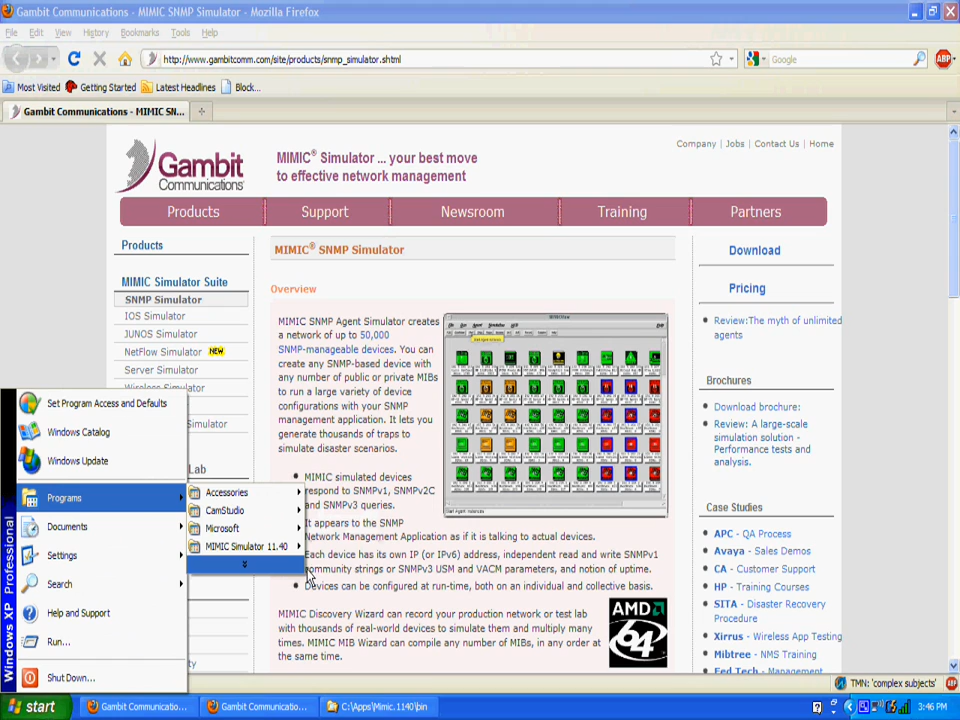 Gambit Communications - MIMIC SNMP Simulator - Mozilla Firefox
File Edit View History Bookmarks Tools Help
http://www.gambitcomm.com/site/products/snmp_simulator.shtml
Google
ABP
Most Visited Getting Started Latest Headlines Block...
Gambit Communications - MIMIC SN...
Gambit
Communications
MIMIC® Simulator ... your best move
to effective network management
Company | Jobs | Contact Us | Home
Products Support Newsroom Training Partners
Products
MIMIC Simulator Suite
SNMP Simulator
IOS Simulator
JUNOS Simulator
NetFlow Simulator NEW
Server Simulator
Wireless Simulator
Simulator
Lab
MIMIC® SNMP Simulator
Overview
MIMIC SNMP Agent Simulator creates
a network of up to 50,000
SNMP-manageable devices. You can
create any SNMP-based device with
any number of public or private MIBs
to run a large variety of device
configurations with your SNMP
management application. It lets you
generate thousands of traps to
simulate disaster scenarios.
MIMIC simulated devices
respond to SNMPv1, SNMPv2C
and SNMPv3 queries.
It appears to the SNMP
Network Management Application as if it is talking to actual devices.
Each device has its own IP (or IPv6) address, independent read and write SNMPv1
community strings or SNMPv3 USM and VACM parameters, and notion of uptime.
Devices can be configured at run-time, both on an individual and collective basis.
MIMIC Discovery Wizard can record your production network or test lab
with thousands of real-world devices to simulate them and multiply many
times. MIMIC MIB Wizard can compile any number of MIBs, in any order at
the same time.
AMD
64
Download
Pricing
Review:The myth of unlimited
agents
Brochures
Download brochure:
Review: A large-scale
simulation solution -
Performance tests and
analysis.
Case Studies
APC - QA Process
Avaya - Sales Demos
CA - Customer Support
HP - Training Courses
SITA - Disaster Recovery
Procedure
Xirrus - Wireless App Testing
Mibtree - NMS Training
Fed Tech - Management
Windows XP Professional
Set Program Access and Defaults
Windows Catalog
Windows Update
Programs
Documents
Settings
Search
Help and Support
Run...
Shut Down...
Accessories
CamStudio
Microsoft
MIMIC Simulator 11.40
TMN: 'complex subjects'
ABP
start
Gambit Communicatio...
Gambit Communicatio...
C:\Apps\Mimic.1140\bin
3:46 PM